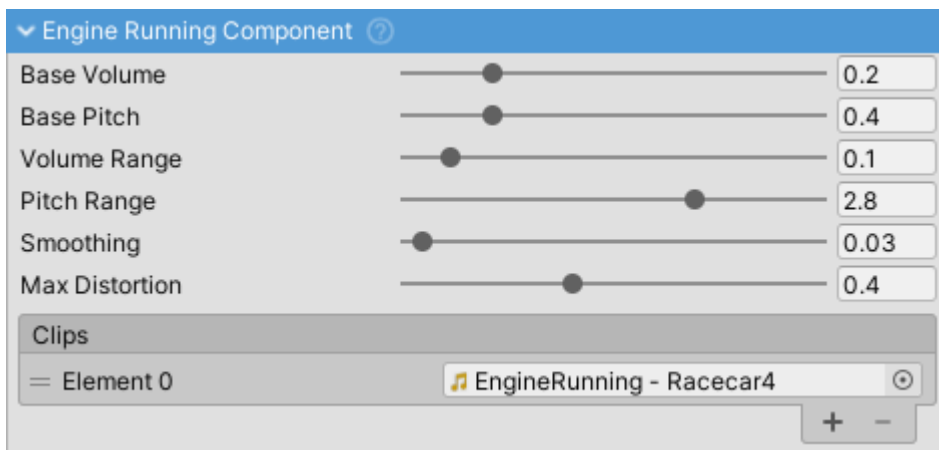 Engine Running Component ?
Base Volume 0.2
Base Pitch 0.4
Volume Range 0.1
Pitch Range 2.8
Smoothing 0.03
Max Distortion 0.4
Clips
= Element 0 EngineRunning - Racecar4
+ −